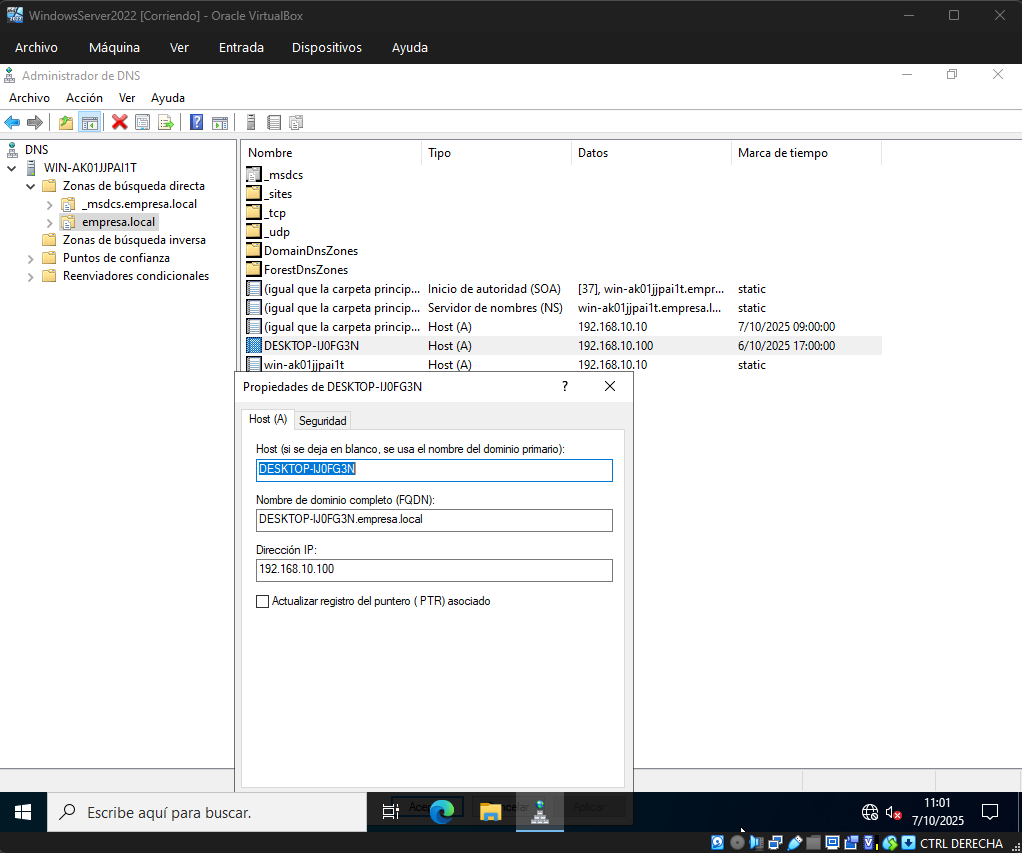 WindowsServer2022 [Corriendo] - Oracle VirtualBox
Archivo Máquina Ver Entrada Dispositivos Ayuda
Administrador de DNS
Archivo Acción Ver Ayuda
DNS
WIN-AK01JJPAI1T
Zonas de búsqueda directa
_msdcs.empresa.local
empresa.local
Zonas de búsqueda inversa
Puntos de confianza
Reenviadores condicionales
Nombre Tipo Datos Marca de tiempo
_msdcs
_sites
_tcp
_udp
DomainDnsZones
ForestDnsZones
(igual que la carpeta princip... Inicio de autoridad (SOA) [37], win-ak01jjpai1t.empr... static
(igual que la carpeta princip... Servidor de nombres (NS) win-ak01jjpai1t.empresa.l... static
(igual que la carpeta princip... Host (A) 192.168.10.10 7/10/2025 09:00:00
DESKTOP-IJ0FG3N Host (A) 192.168.10.100 6/10/2025 17:00:00
win-ak01jjpai1t Host (A) 192.168.10.10 static
Propiedades de DESKTOP-IJ0FG3N ?
Host (A) Seguridad
Host (si se deja en blanco, se usa el nombre del dominio primario):
DESKTOP-IJ0FG3N
Nombre de dominio completo (FQDN):
DESKTOP-IJ0FG3N.empresa.local
Dirección IP:
192.168.10.100
Actualizar registro del puntero ( PTR) asociado
Escribe aquí para buscar.
11:01
7/10/2025
CTRL DERECHA